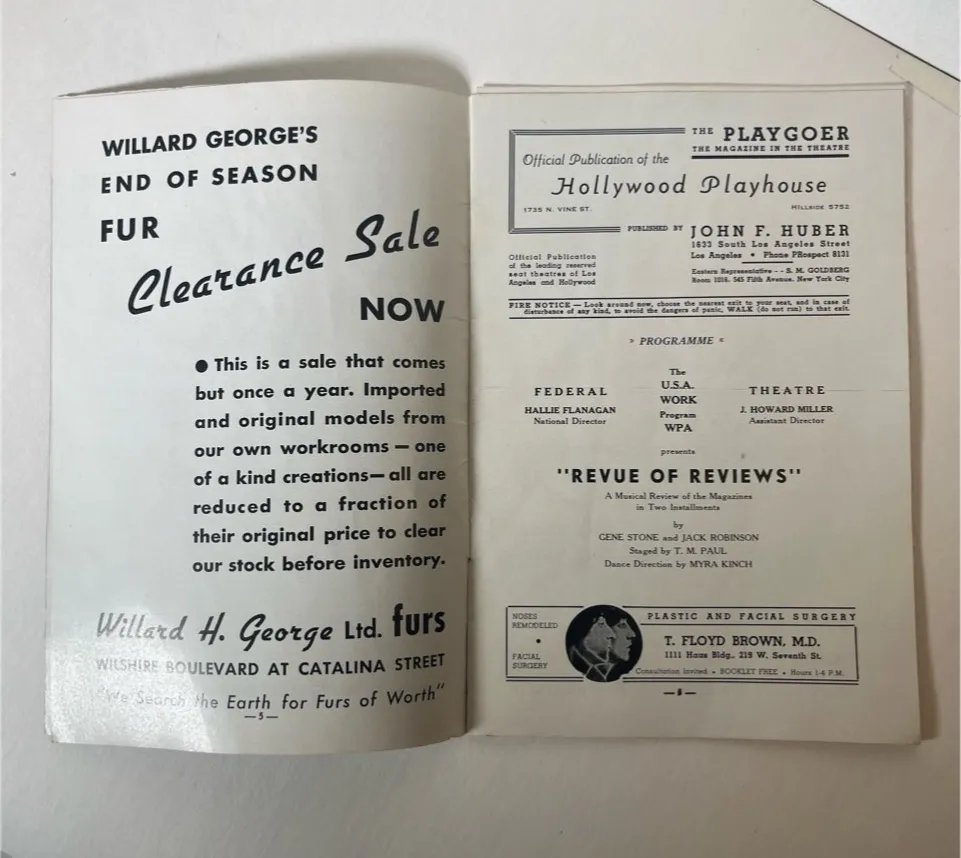 WILLARD GEORGE'S
END OF SEASON
FUR
Clearance Sale
NOW
● This is a sale that comes
but once a year. Imported
and original models from
our own workrooms — one
of a kind creations — all are
reduced to a fraction of
their original price to clear
our stock before inventory.
Willard H. George Ltd. furs
WILSHIRE BOULEVARD AT CATALINA STREET
"We Search the Earth for Furs of Worth"
—5—
THE PLAYGOER
THE MAGAZINE IN THE THEATRE
Official Publication of the
Hollywood Playhouse
1735 N. VINE ST. HILLSIDE 5752
PUBLISHED BY JOHN F. HUBER
1633 South Los Angeles Street
Los Angeles • Phone PRospect 8131
Official Publication
of the leading reserved
seat theatres of Los
Angeles and Hollywood
Eastern Representative - - S. M. GOLDBERG
Room 1016, 545 Fifth Avenue, New York City
FIRE NOTICE — Look around now, choose the nearest exit to your seat, and in case of
disturbance of any kind, to avoid the dangers of panic, WALK (do not run) to that exit.
» PROGRAMME «
The
U.S.A.
WORK
Program
WPA
FEDERAL THEATRE
HALLIE FLANAGAN
National Director
J. HOWARD MILLER
Assistant Director
presents
"REVUE OF REVIEWS"
A Musical Review of the Magazines
in Two Installments
by
GENE STONE and JACK ROBINSON
Staged by T. M. PAUL
Dance Direction by MYRA KINCH
NOSES
REMODELED
•
FACIAL
SURGERY
PLASTIC AND FACIAL SURGERY
T. FLOYD BROWN, M.D.
1111 Haas Bldg., 219 W. Seventh St.
Consultation Invited • BOOKLET FREE • Hours 1-4 P.M.